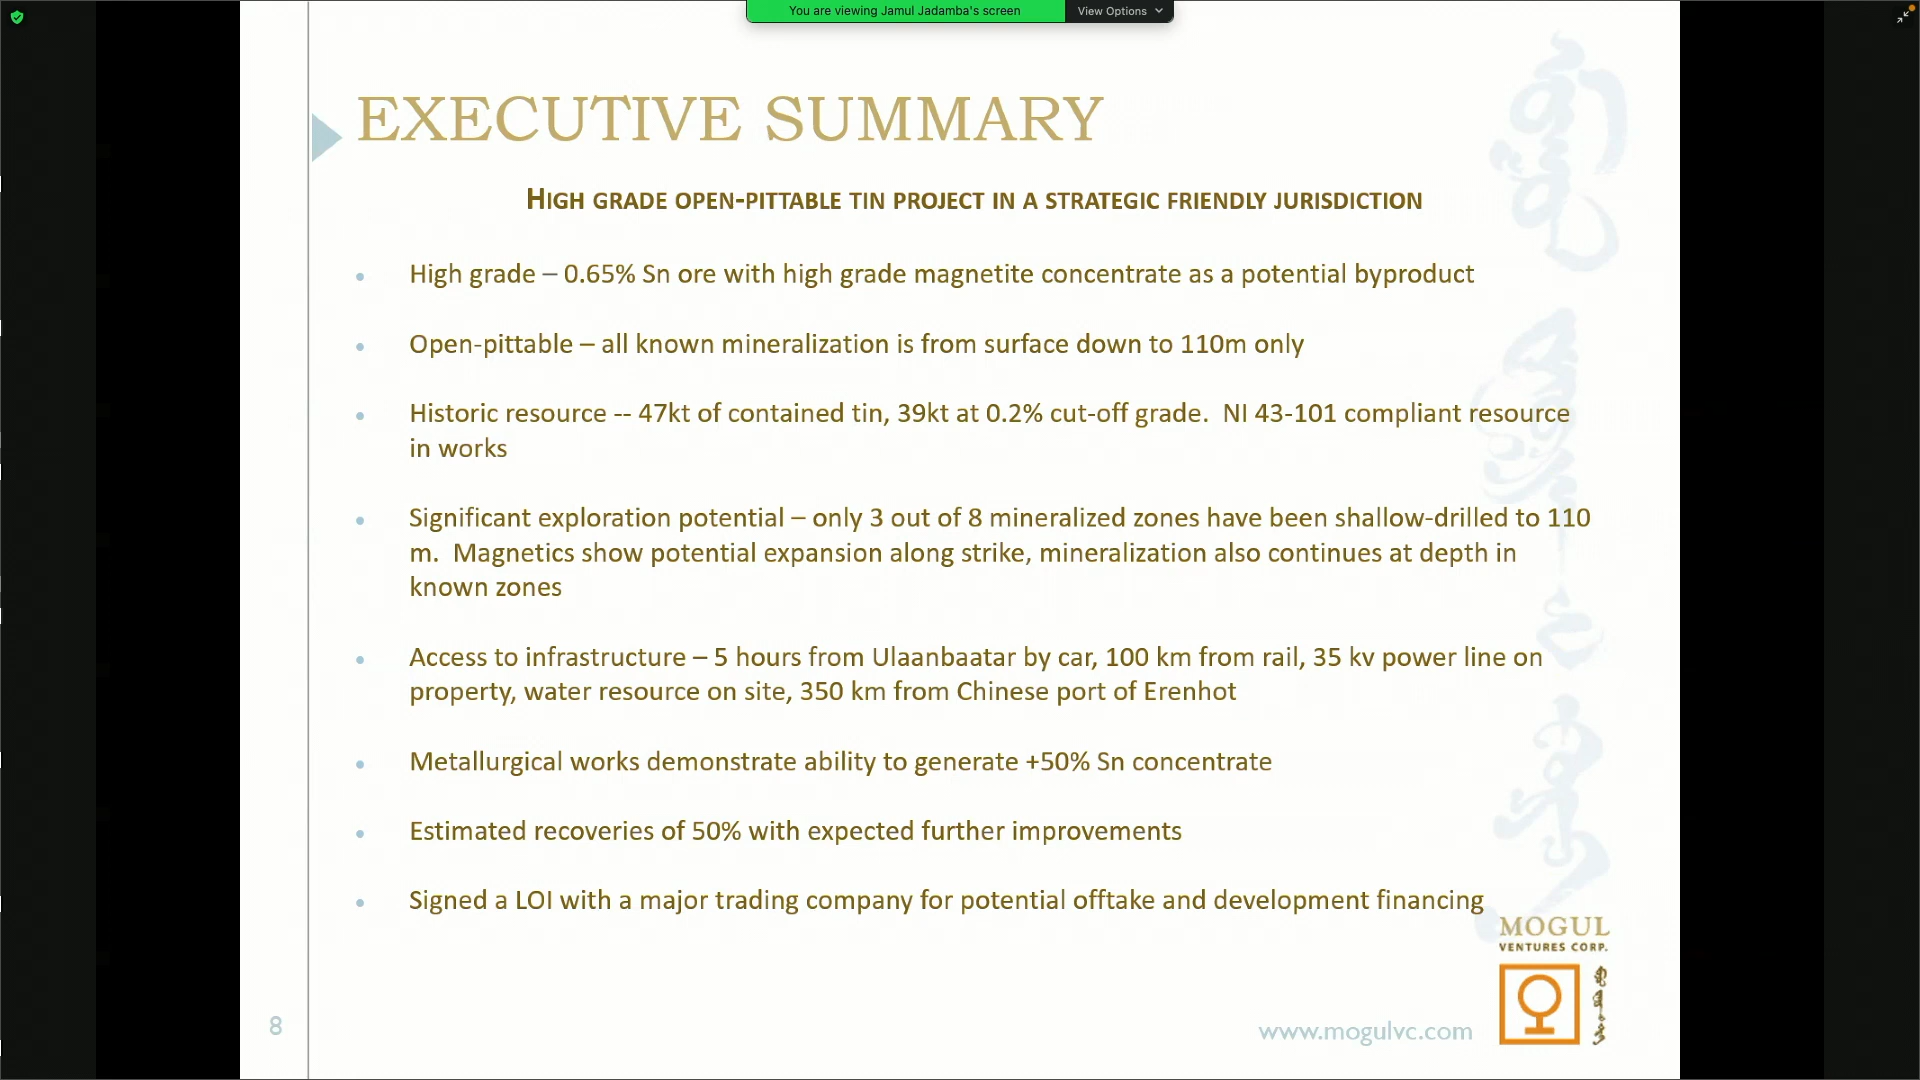 You are viewing Jamul Jadamba's screen
View Options
EXECUTIVE SUMMARY
HIGH GRADE OPEN-PITTABLE TIN PROJECT IN A STRATEGIC FRIENDLY JURISDICTION
• High grade – 0.65% Sn ore with high grade magnetite concentrate as a potential byproduct
• Open-pittable – all known mineralization is from surface down to 110m only
• Historic resource -- 47kt of contained tin, 39kt at 0.2% cut-off grade.  NI 43-101 compliant resource
in works
• Significant exploration potential – only 3 out of 8 mineralized zones have been shallow-drilled to 110
m.  Magnetics show potential expansion along strike, mineralization also continues at depth in
known zones
• Access to infrastructure – 5 hours from Ulaanbaatar by car, 100 km from rail, 35 kv power line on
property, water resource on site, 350 km from Chinese port of Erenhot
• Metallurgical works demonstrate ability to generate +50% Sn concentrate
• Estimated recoveries of 50% with expected further improvements
• Signed a LOI with a major trading company for potential offtake and development financing
MOGUL
VENTURES CORP.
8
www.mogulvc.com